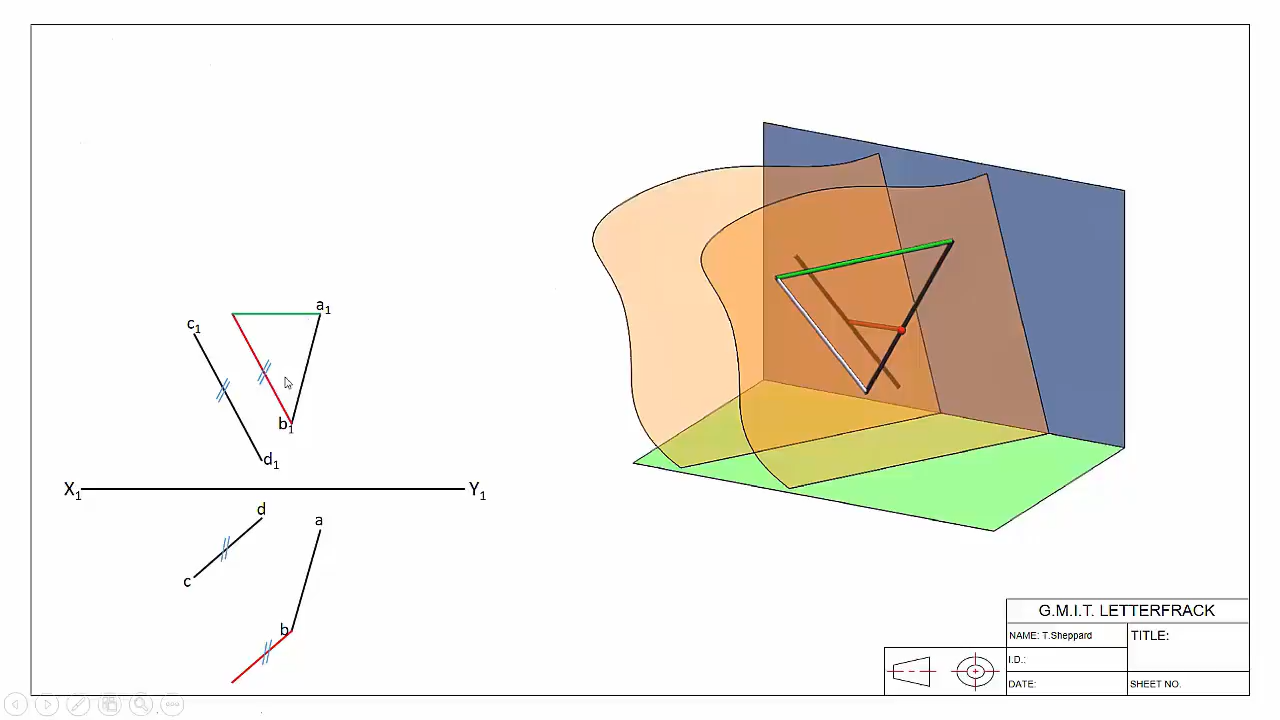 a1
c1
b1
d1
X1 Y1
d
a
c
b
G.M.I.T. LETTERFRACK
NAME: T.Sheppard
TITLE:
I.D.:
DATE:
SHEET NO.